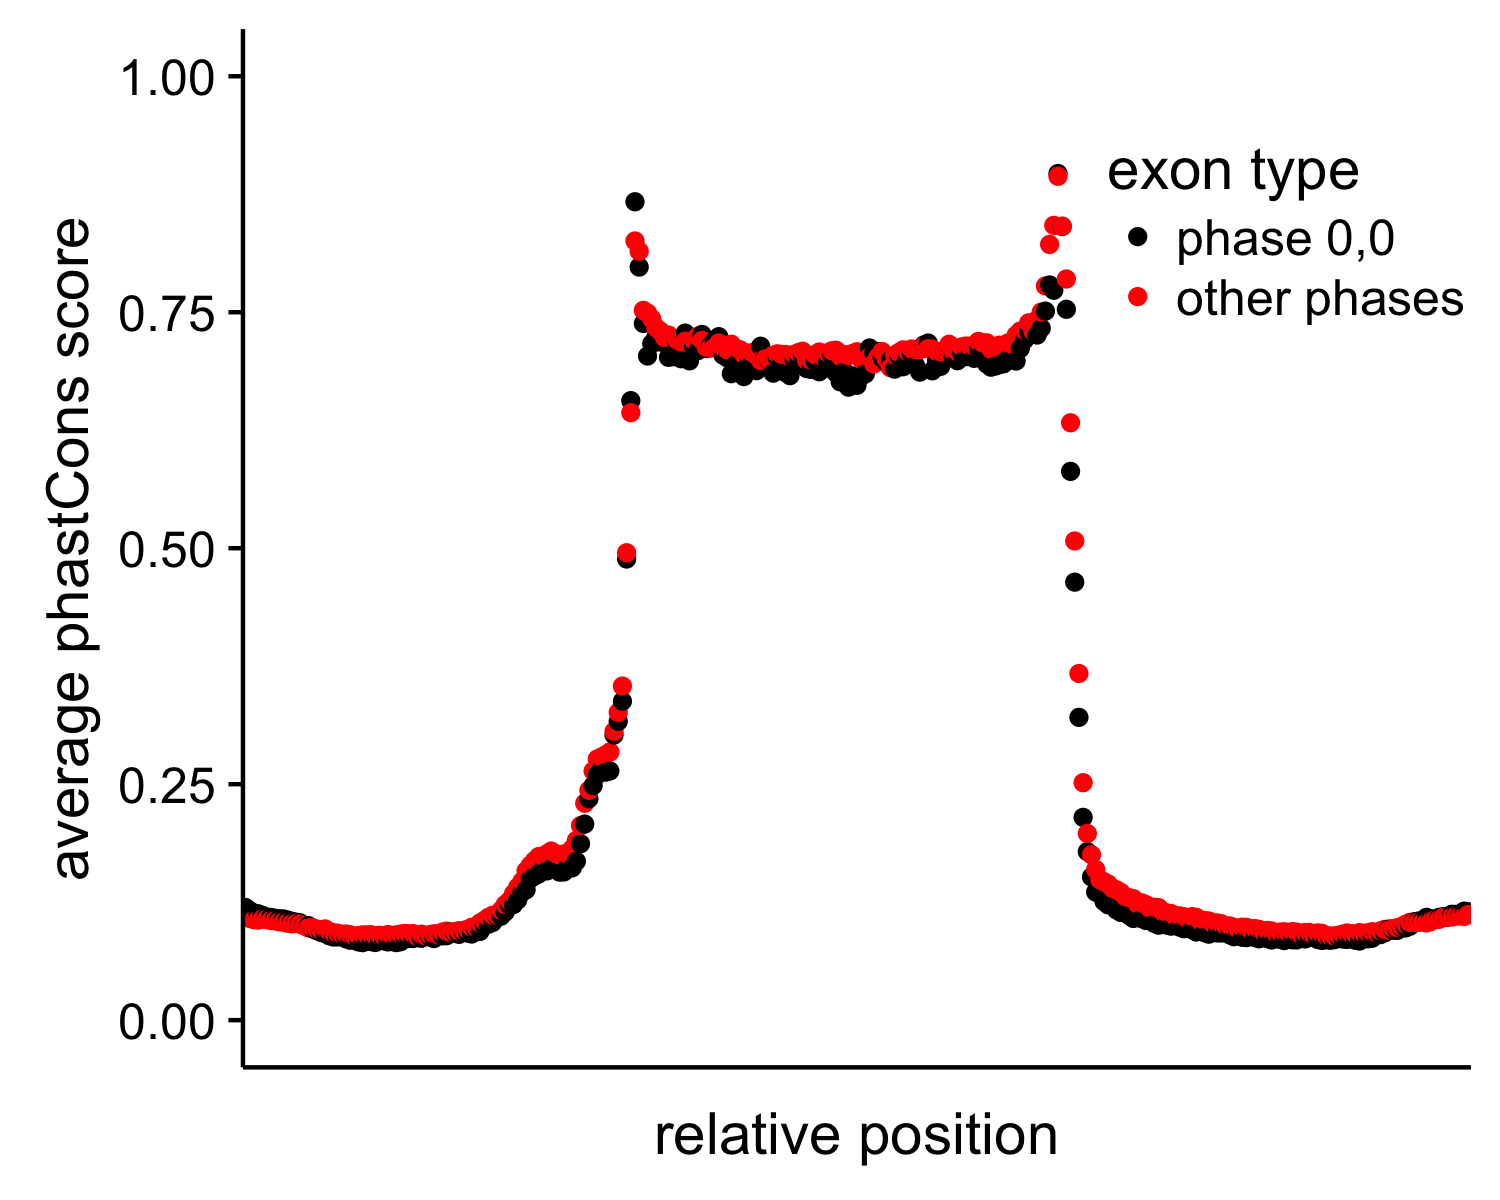 1.00
0.75
0.50
0.25
0.00
average phastCons score
exon type
phase 0,0
other phases
relative position